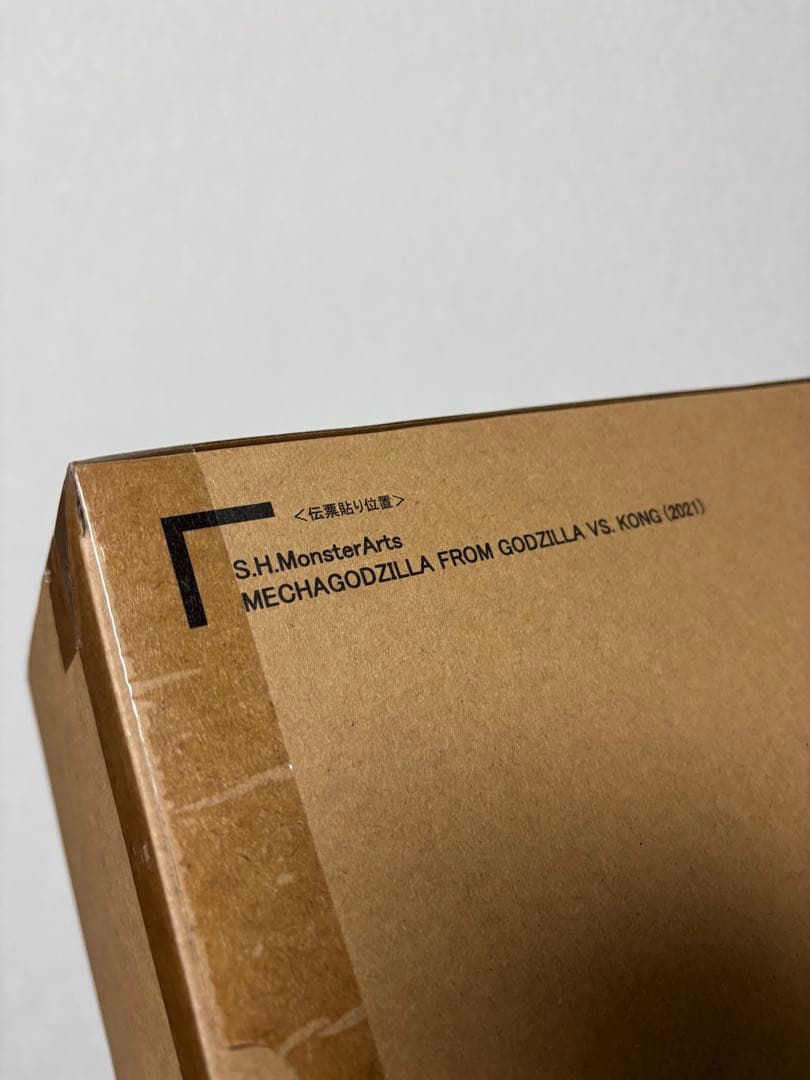 <伝票貼り位置>
S.H.MonsterArts
MECHAGODZILLA FROM GODZILLA VS. KONG (2021)